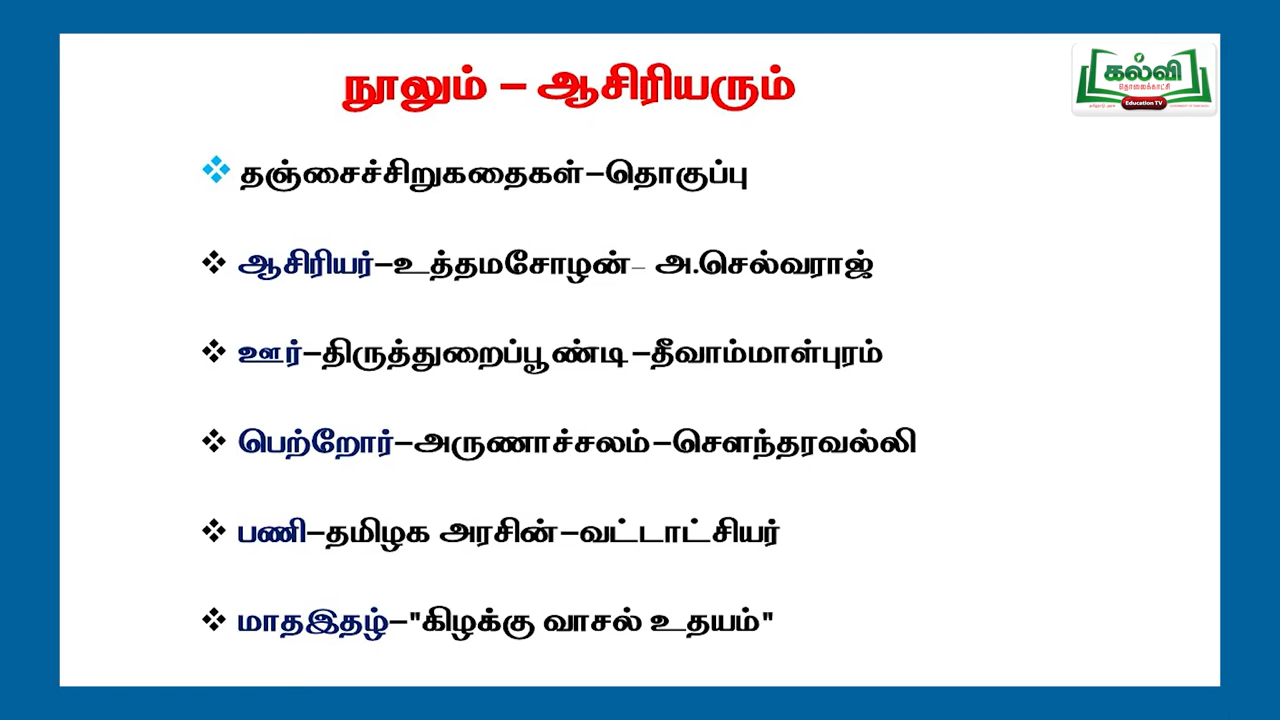 நூலும் – ஆசிரியரும்
கல்வி
தொலைக்காட்சி
Education TV
தஞ்சைச்சிறுகதைகள்–தொகுப்பு
ஆசிரியர்–உத்தமசோழன்– அ.செல்வராஜ்
ஊர்–திருத்துறைப்பூண்டி–தீவாம்மாள்புரம்
பெற்றோர்–அருணாச்சலம்–சௌந்தரவல்லி
பணி–தமிழக அரசின்–வட்டாட்சியர்
மாதஇதழ்–"கிழக்கு வாசல் உதயம்"